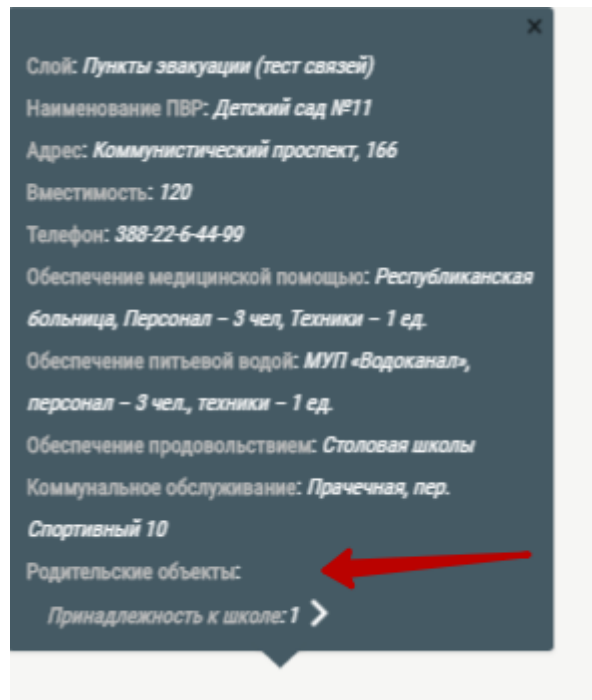 Слой: Пункты эвакуации (тест связей)
Наименование ПВР: Детский сад №11
Адрес: Коммунистический проспект, 166
Вместимость: 120
Телефон: 388-22-6-44-99
Обеспечение медицинской помощью: Республиканская
больница, Персонал – 3 чел, Техники – 1 ед.
Обеспечение питьевой водой: МУП «Водоканал»,
персонал – 3 чел., техники – 1 ед.
Обеспечение продовольствием: Столовая школы
Коммунальное обслуживание: Прачечная, пер.
Спортивный 10
Родительские объекты:
Принадлежность к школе: 1